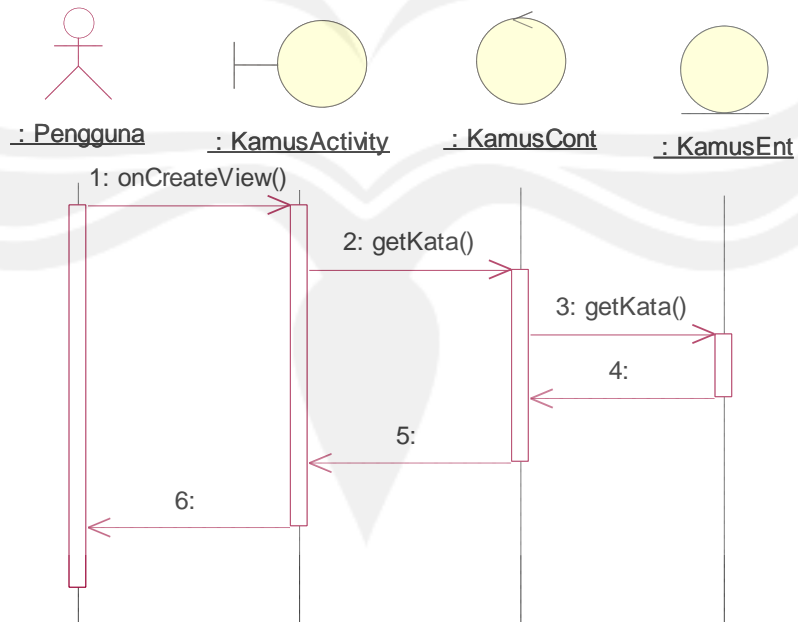 : Pengguna
: KamusActivity
: KamusCont
: KamusEnt
1: onCreateView()
2: getKata()
3: getKata()
4:
5:
6: